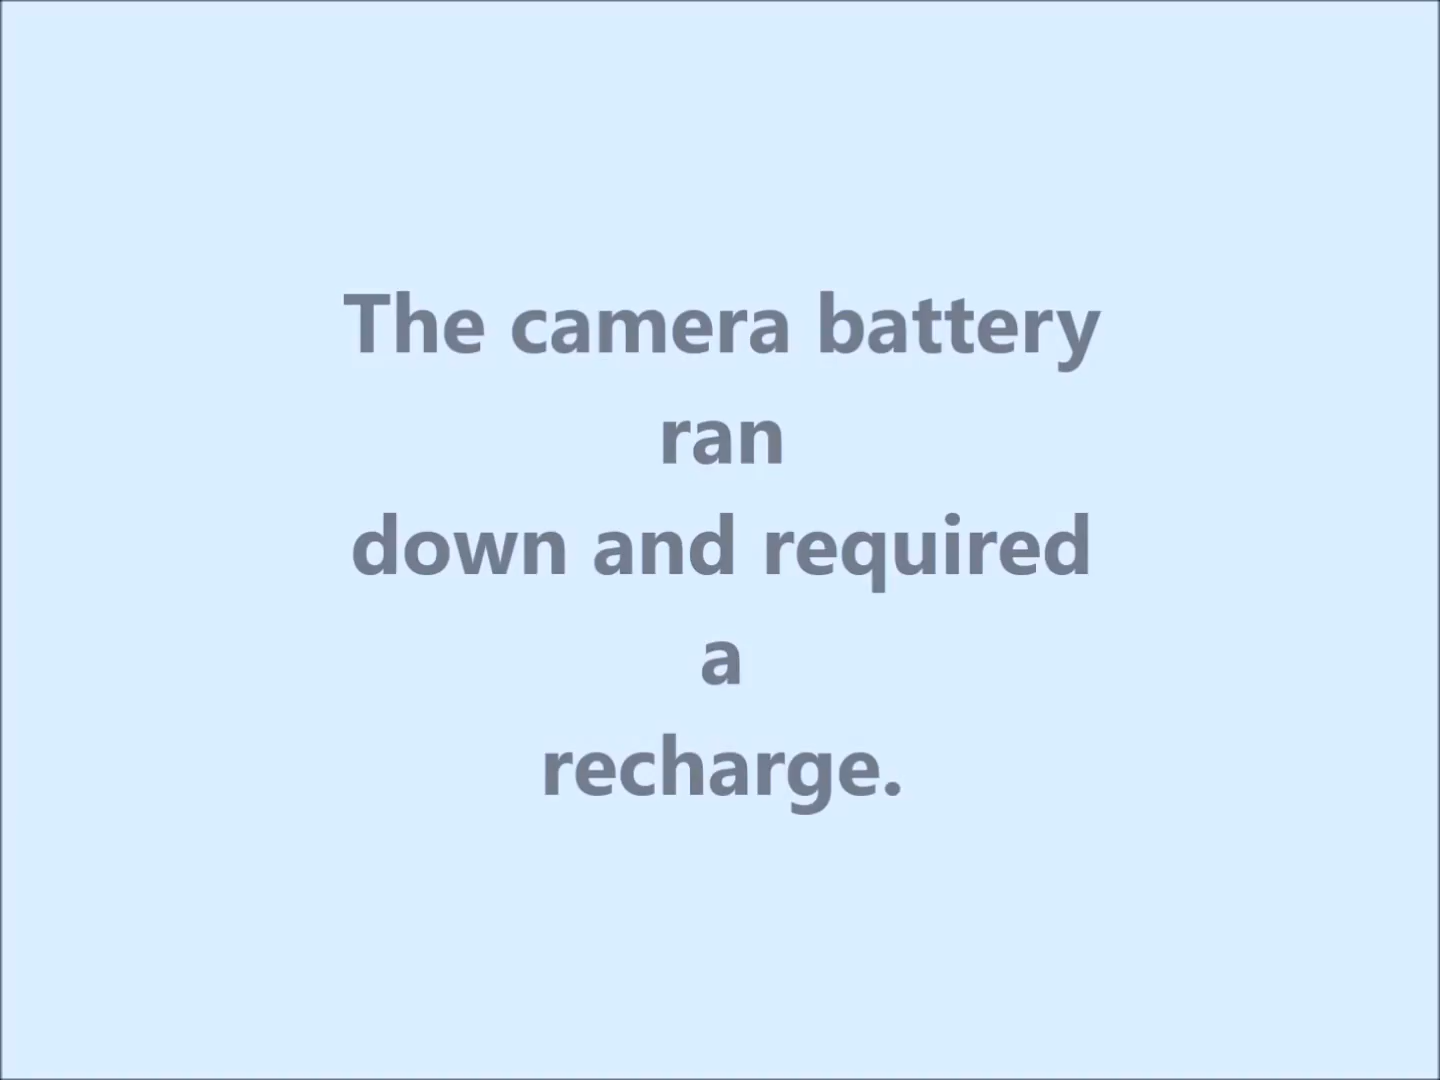 The camera battery
ran
down and required
a
recharge.